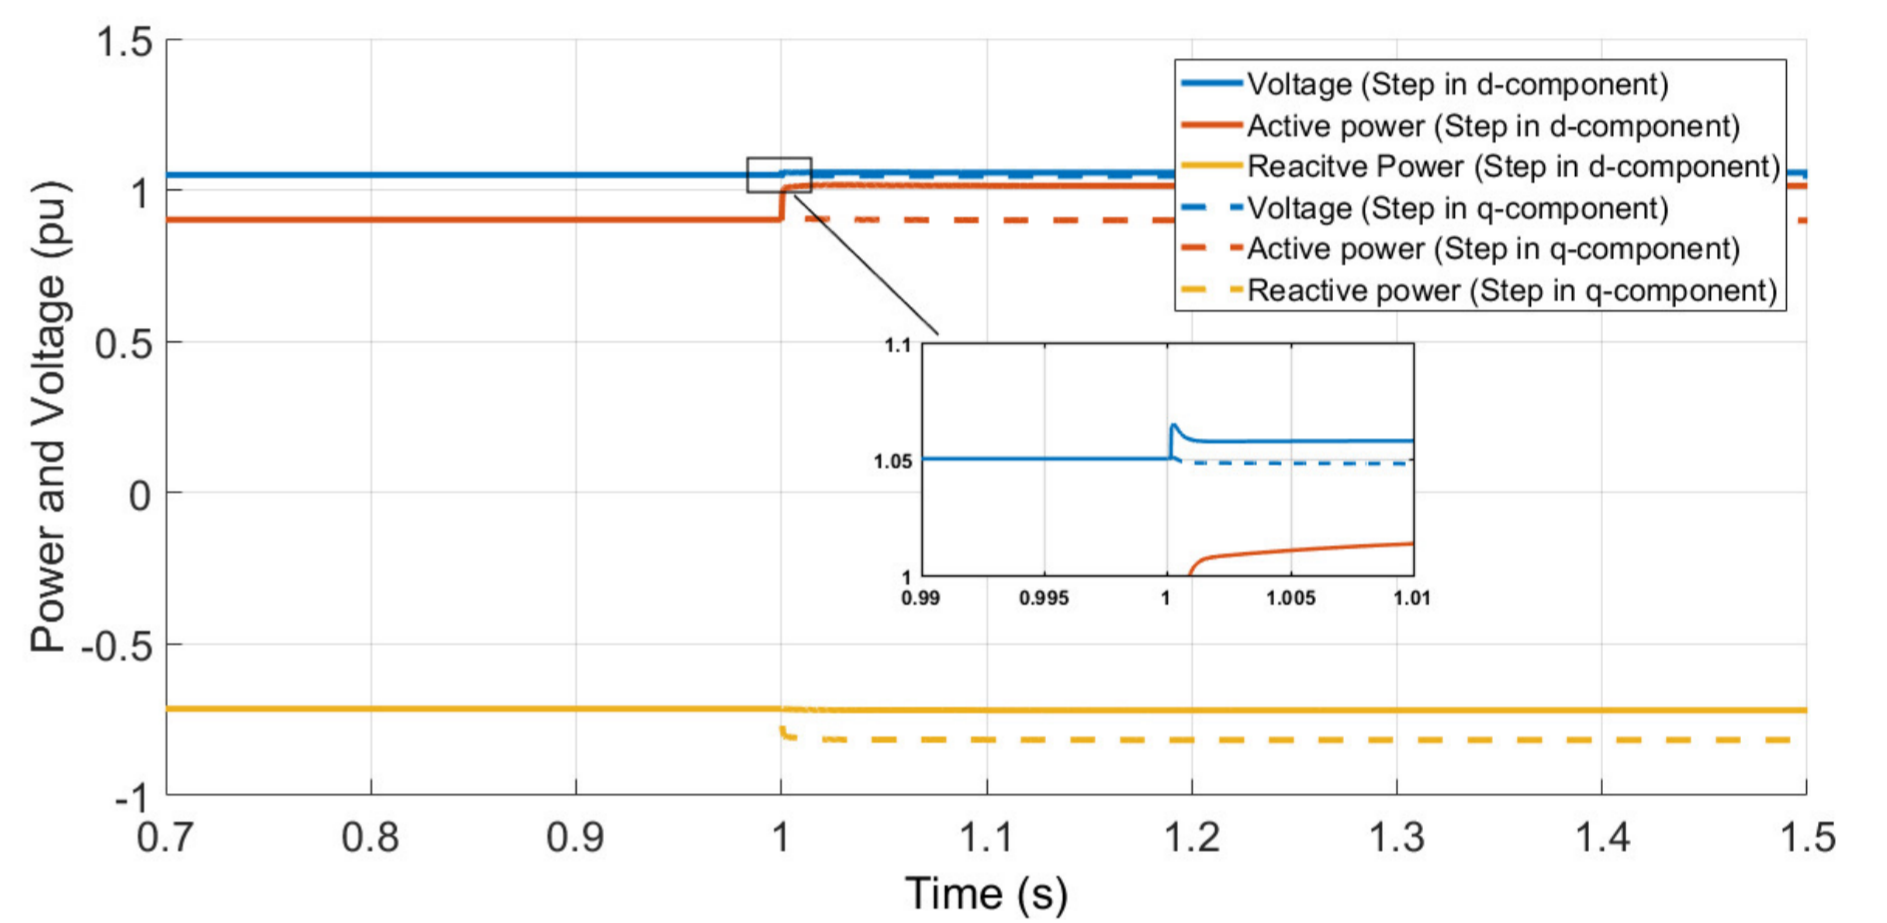 1.5
1
0.5
0
-0.5
-1
Power and Voltage (pu)
Voltage (Step in d-component)
Active power (Step in d-component)
Reacitve Power (Step in d-component)
Voltage (Step in q-component)
Active power (Step in q-component)
Reactive power (Step in q-component)
1.1
1.05
1
0.99 0.995 1 1.005 1.01
0.7 0.8 0.9 1 1.1 1.2 1.3 1.4 1.5
Time (s)